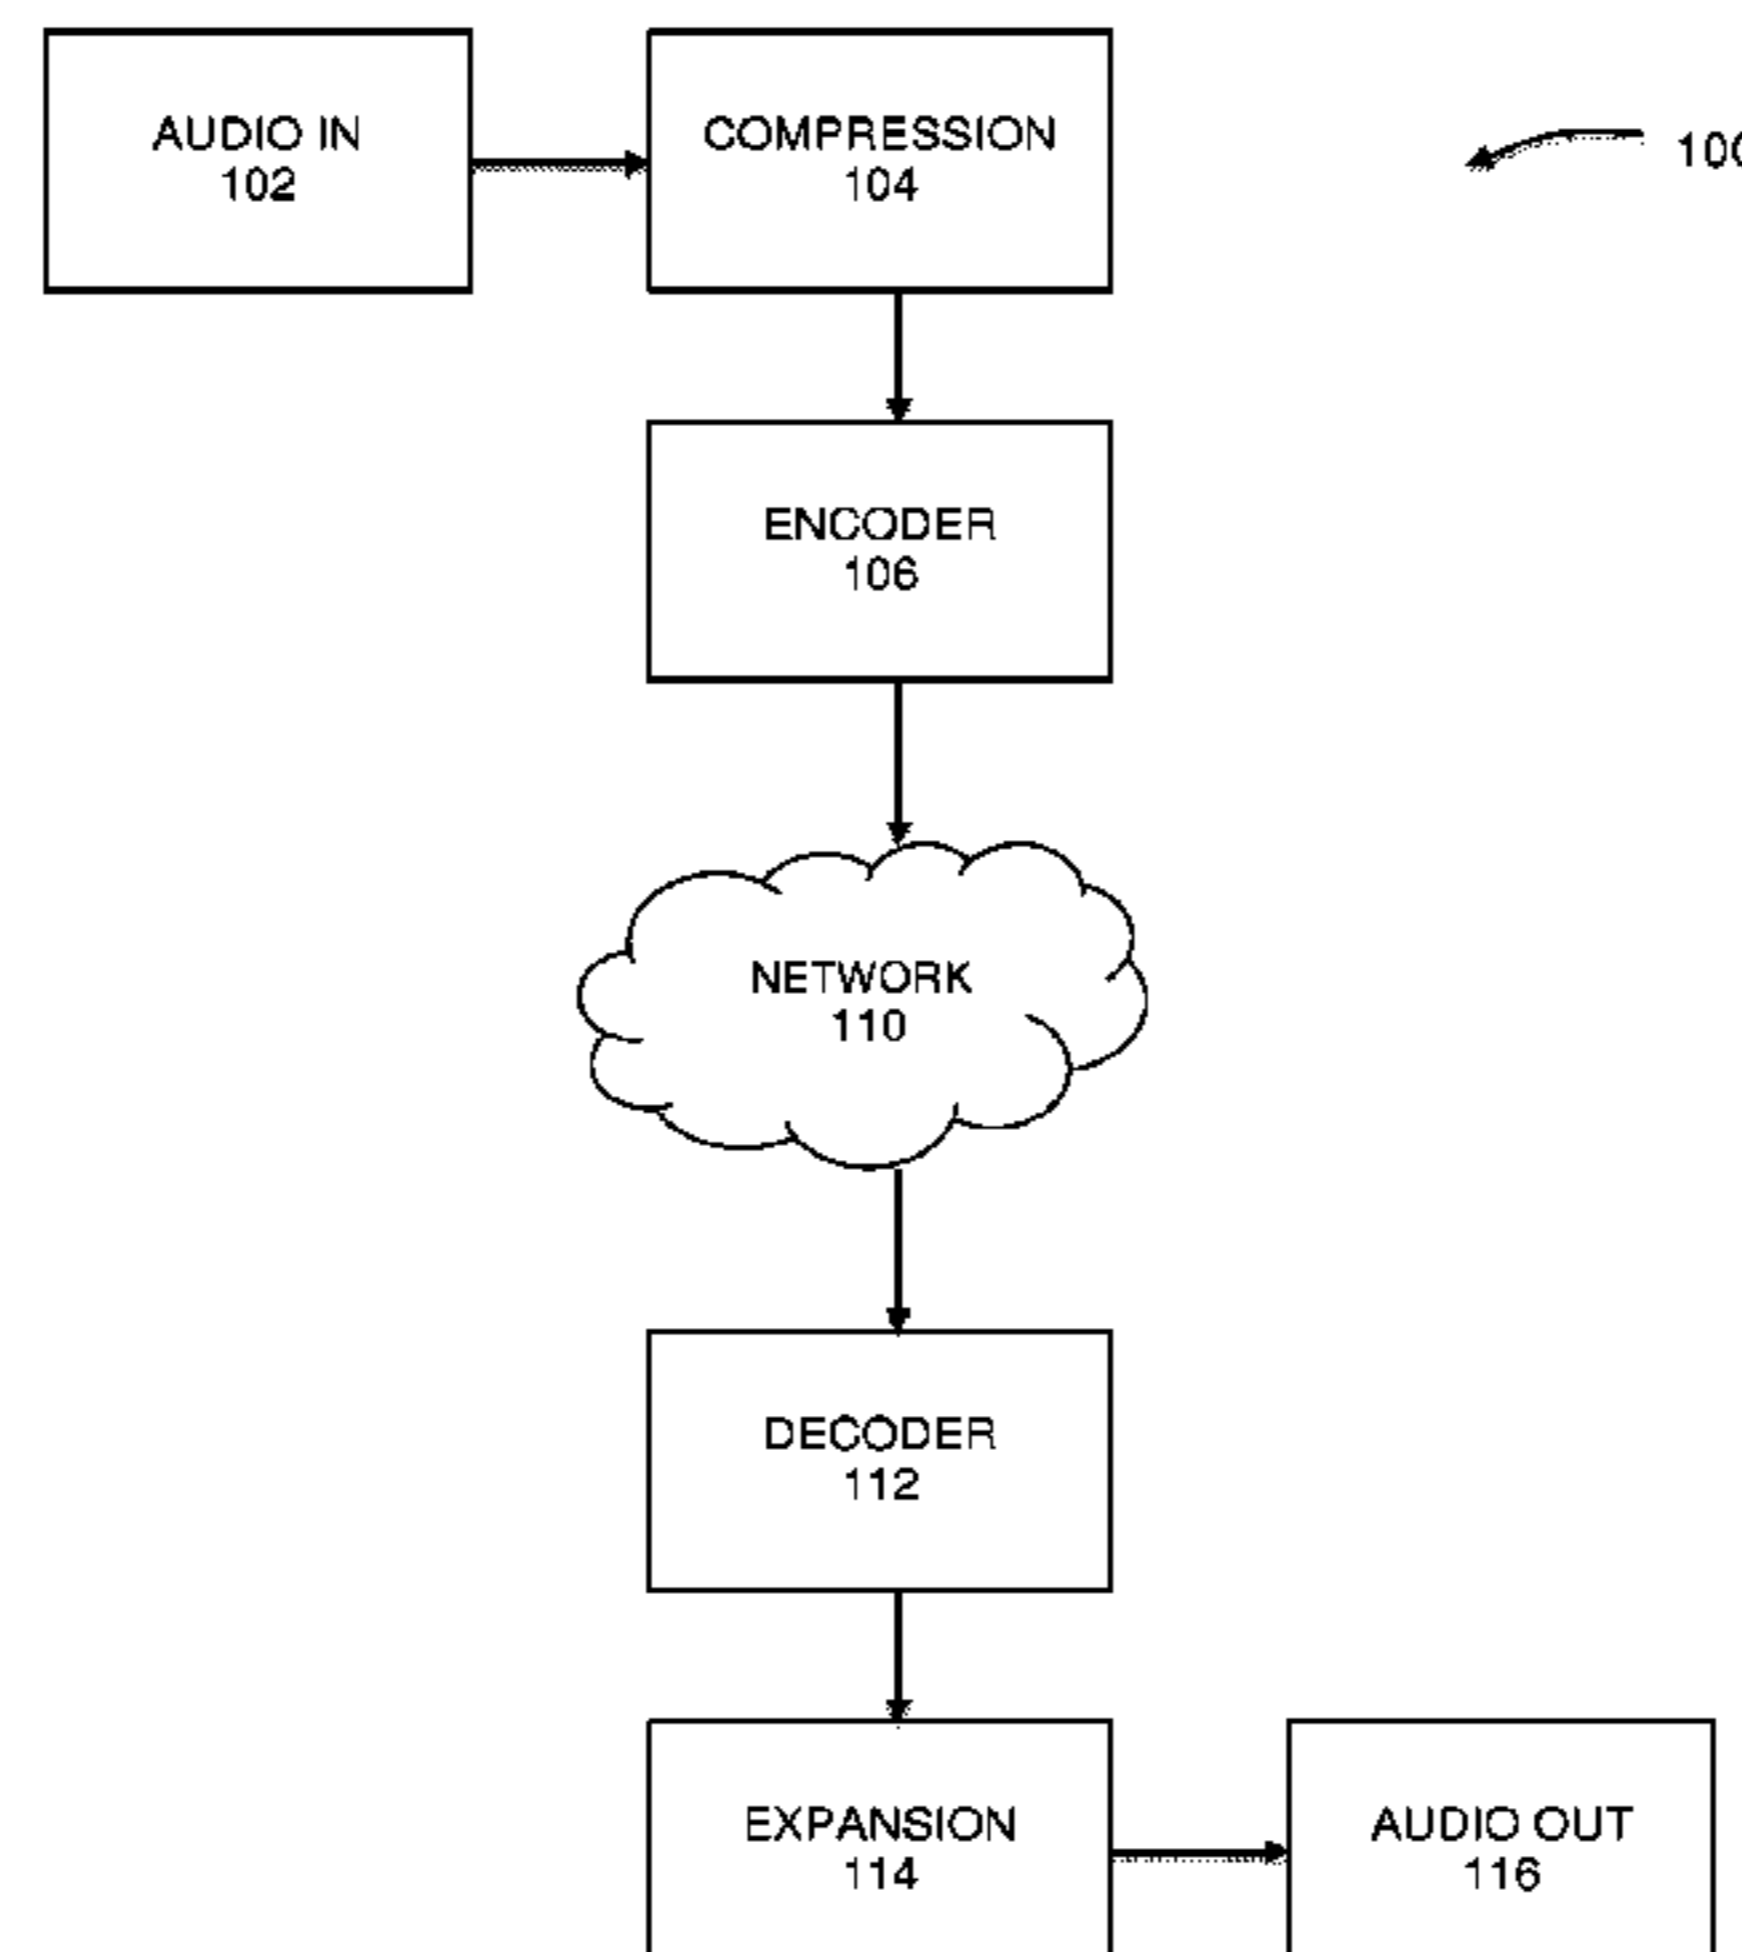 AUDIO IN
102
COMPRESSION
104
ENCODER
106
NETWORK
110
DECODER
112
EXPANSION
114
AUDIO OUT
116